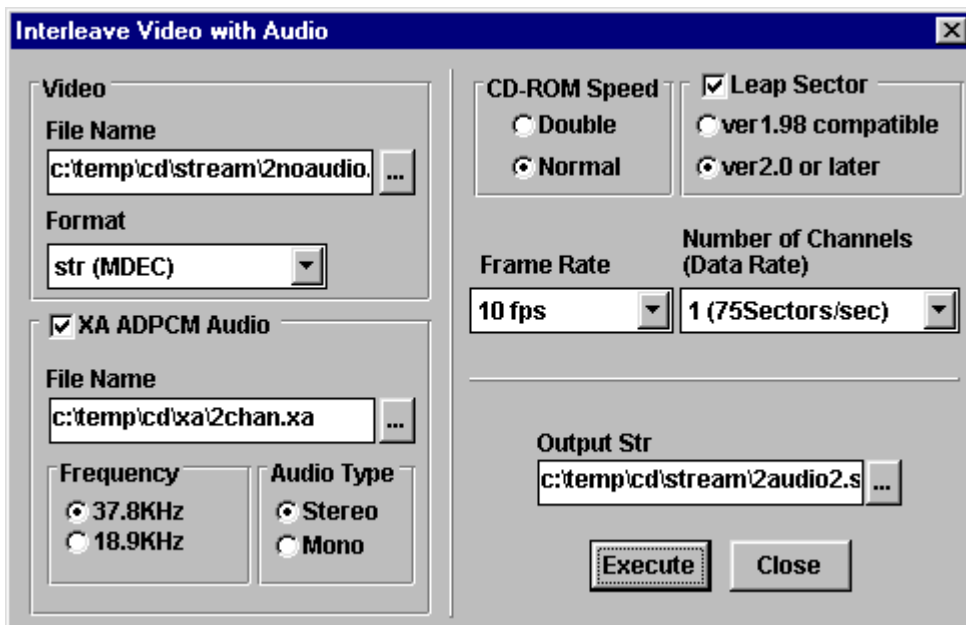 Interleave Video with Audio
Video
File Name
c:\temp\cd\stream\2noaudio.
...
Format
str (MDEC)
XA ADPCM Audio
File Name
c:\temp\cd\xa\2chan.xa
...
Frequency
37.8KHz
18.9KHz
Audio Type
Stereo
Mono
CD-ROM Speed
Double
Normal
Leap Sector
ver1.98 compatible
ver2.0 or later
Frame Rate
10 fps
Number of Channels
(Data Rate)
1 (75Sectors/sec)
Output Str
c:\temp\cd\stream\2audio2.s
...
Execute
Close